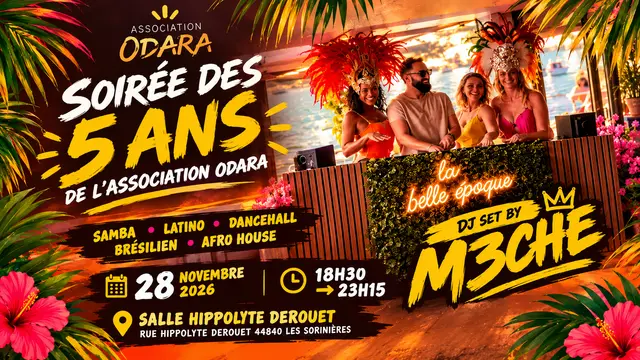 ASSOCIATION
ODARA
SOIRÉE DES
5 ANS
DE L'ASSOCIATION ODARA
SAMBA • LATINO • DANCEHALL
BRÉSILIEN • AFRO HOUSE
28 NOVEMBRE
2026
18H30
→ 23H15
SALLE HIPPOLYTE DEROUET
RUE HIPPOLYTE DEROUET 44840 LES SORINIÈRES
la
belle époque
DJ SET BY
M3CHE